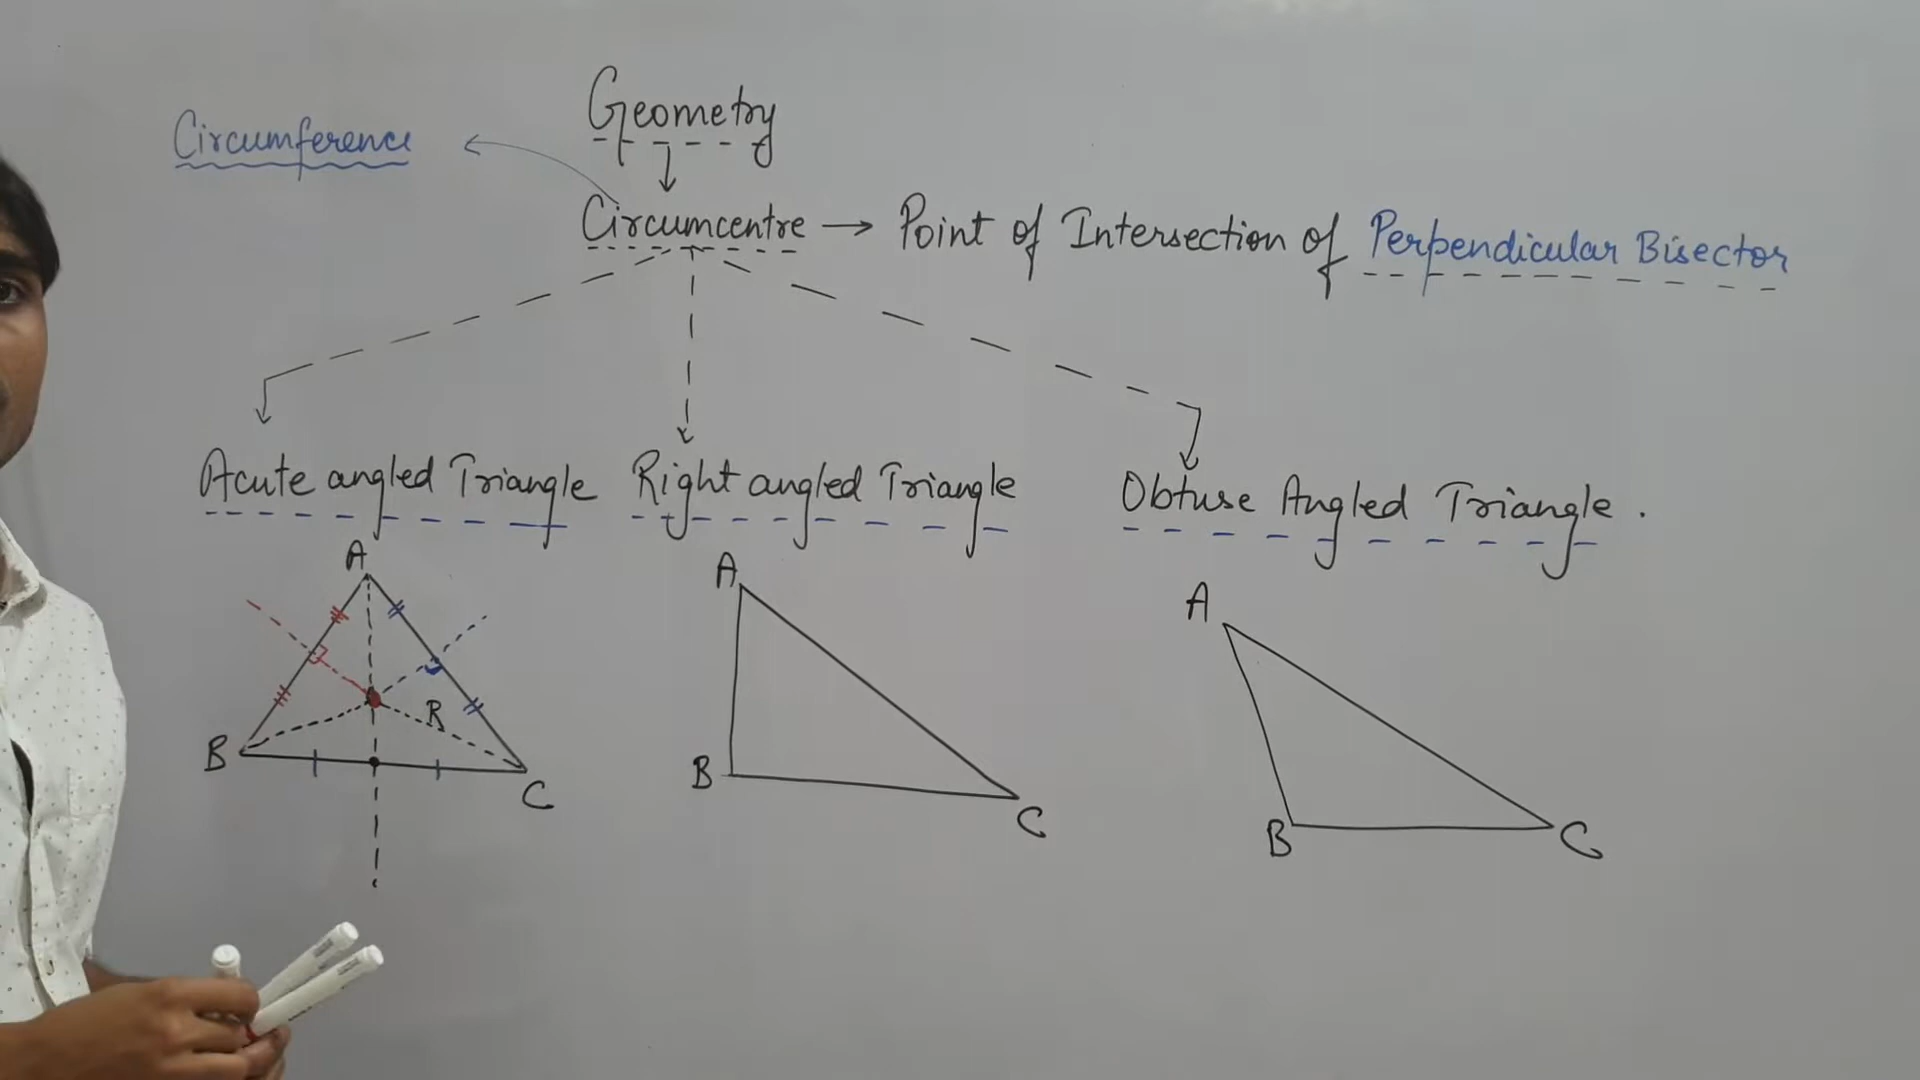 Geometry
Circumference
Circumcentre → Point of Intersection of Perpendicular Bisector
Acute angled Triangle
Right angled Triangle
Obtuse Angled Triangle.
A
B
C
R
A
B
C
A
B
C